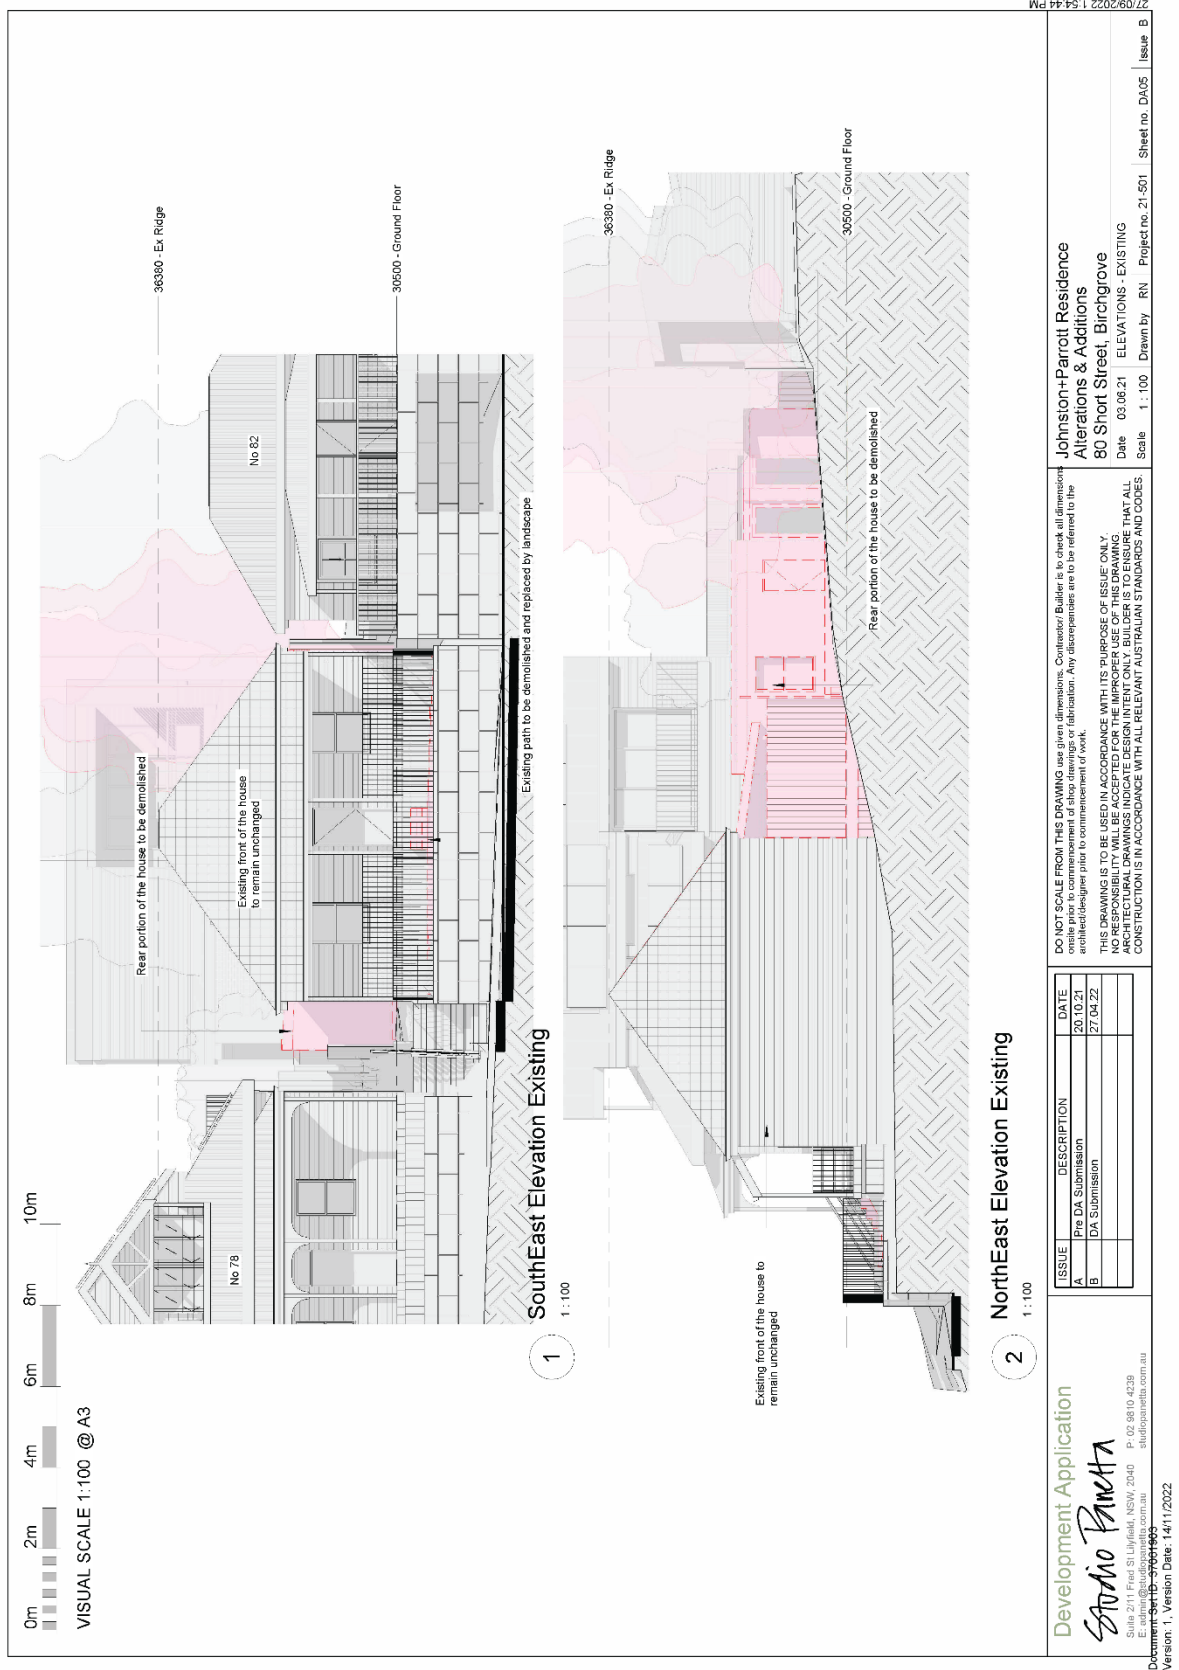 27/09/2022 1:54:44 PM
36380 - Ex Ridge
30500 - Ground Floor
No 82
Rear portion of the house to be demolished
Existing front of the house
to remain unchanged
Existing path to be demolished and replaced by landscape
No 78
1
SouthEast Elevation Existing
1 : 100
36380 - Ex Ridge
30500 - Ground Floor
Rear portion of the house to be demolished
Existing front of the house to
remain unchanged
2
NorthEast Elevation Existing
1 : 100
0m 2m 4m 6m 8m 10m
VISUAL SCALE 1:100 @ A3
Development Application
Studio Panetta
Suite 2/11 Fred St Lilyfield, NSW, 2040 P: 02 9810 4239
E: admin@studiopanetta.com.au studiopanetta.com.au
ISSUE DESCRIPTION DATE
A Pre DA Submission 20.10.21
B DA Submission 27.04.22
DO NOT SCALE FROM THIS DRAWING use given dimensions. Contractor/ Builder is to check all dimensions
onsite prior to commencement of shop drawings or fabrication. Any discrepencies are to be referred to the
architect/designer prior to commencement of work.
THIS DRAWING IS TO BE USED IN ACCORDANCE WITH ITS 'PURPOSE OF ISSUE' ONLY.
NO RESPONSIBILITY WILL BE ACCEPTED FOR THE IMPROPER USE OF THIS DRAWING.
ARCHITECTURAL DRAWINGS INDICATE DESIGN INTENT ONLY. BUILDER IS TO ENSURE THAT ALL
CONSTRUCTION IS IN ACCORDANCE WITH ALL RELEVANT AUSTRALIAN STANDARDS AND CODES.
Johnston+Parrott Residence
Alterations & Additions
80 Short Street, Birchgrove
Date 03.06.21 ELEVATIONS - EXISTING
Scale 1 : 100 Drawn by RN Project no. 21-501 Sheet no. DA05 Issue B
Document Set ID: 37001903
Version: 1, Version Date: 14/11/2022